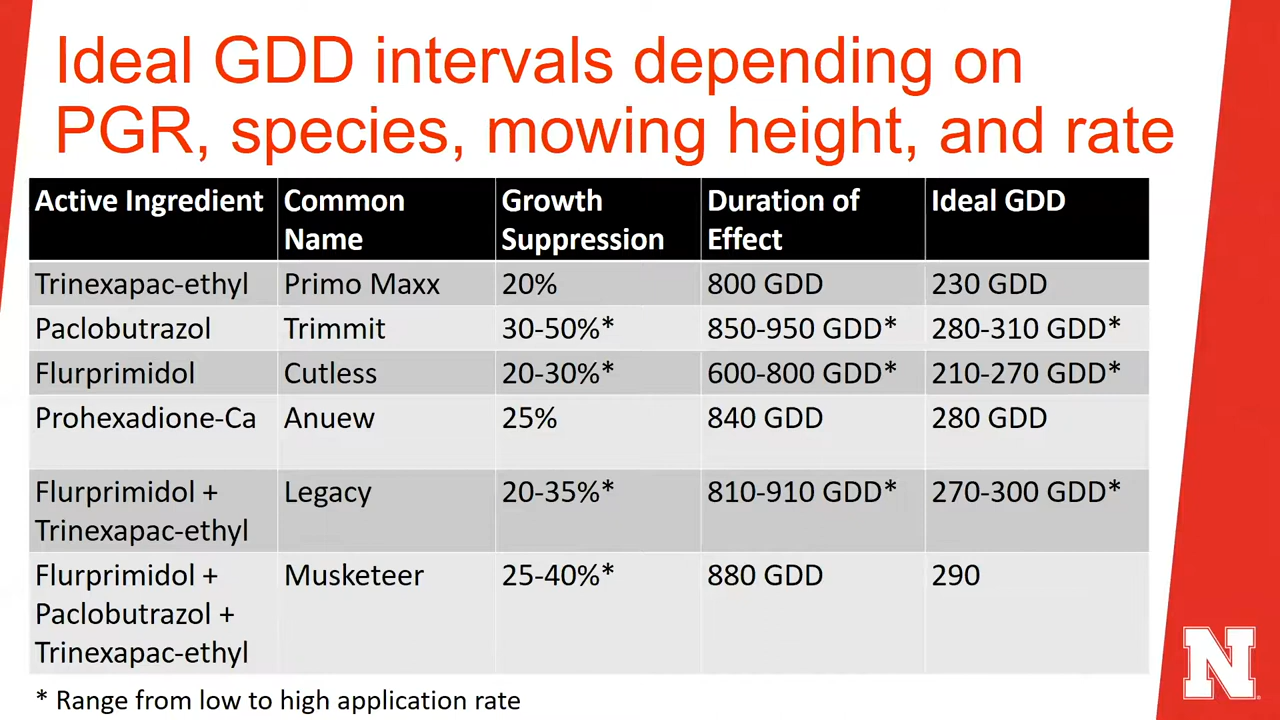 Ideal GDD intervals depending on
PGR, species, mowing height, and rate
Active Ingredient Common Name Growth Suppression Duration of Effect Ideal GDD
Trinexapac-ethyl Primo Maxx 20% 800 GDD 230 GDD
Paclobutrazol Trimmit 30-50%* 850-950 GDD* 280-310 GDD*
Flurprimidol Cutless 20-30%* 600-800 GDD* 210-270 GDD*
Prohexadione-Ca Anuew 25% 840 GDD 280 GDD
Flurprimidol + Legacy 20-35%* 810-910 GDD* 270-300 GDD*
Trinexapac-ethyl
Flurprimidol + Musketeer 25-40%* 880 GDD 290
Paclobutrazol +
Trinexapac-ethyl
* Range from low to high application rate
N